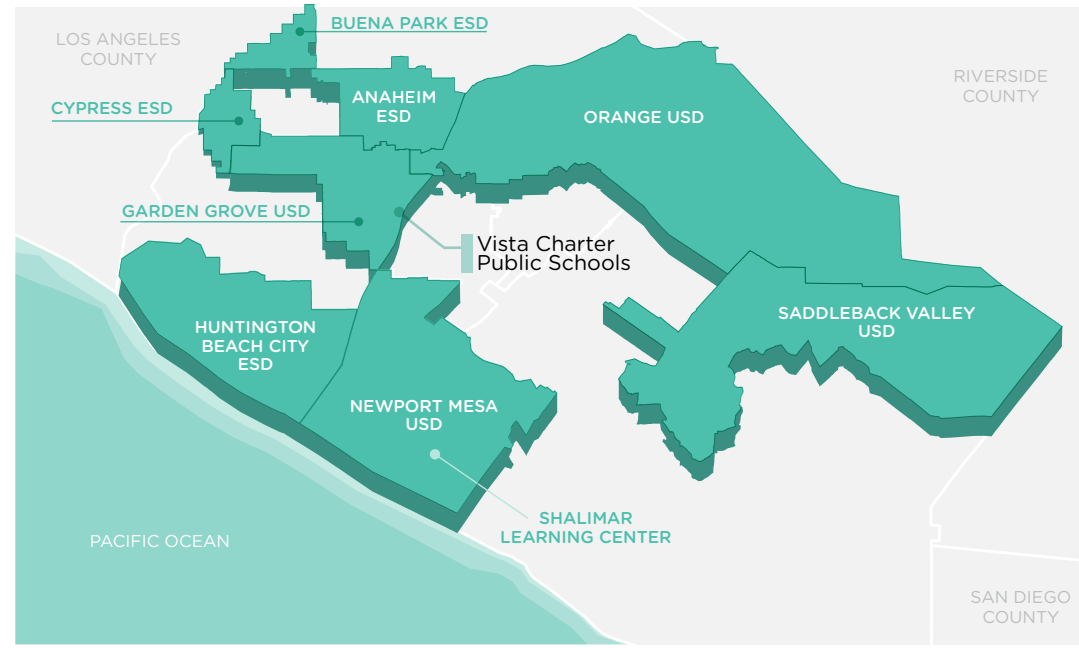 BUENA PARK ESD
LOS ANGELES
COUNTY
RIVERSIDE
COUNTY
ANAHEIM
ESD
CYPRESS ESD
ORANGE USD
GARDEN GROVE USD
Vista Charter
Public Schools
SADDLEBACK VALLEY
USD
HUNTINGTON
BEACH CITY
ESD
NEWPORT MESA
USD
SHALIMAR
LEARNING CENTER
PACIFIC OCEAN
SAN DIEGO
COUNTY